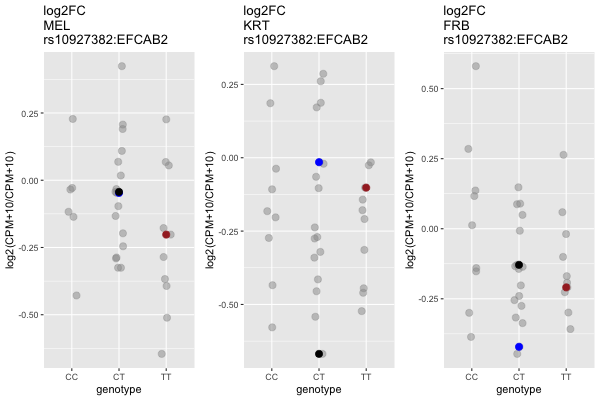 log2FC
MEL
rs10927382:EFCAB2
log2(CPM+10/CPM+10)
0.25
0.00
-0.25
-0.50
CC CT TT
genotype
log2FC
KRT
rs10927382:EFCAB2
log2(CPM+10/CPM+10)
0.25
0.00
-0.25
-0.50
CC CT TT
genotype
log2FC
FRB
rs10927382:EFCAB2
log2(CPM+10/CPM+10)
0.50
0.25
0.00
-0.25
CC CT TT
genotype